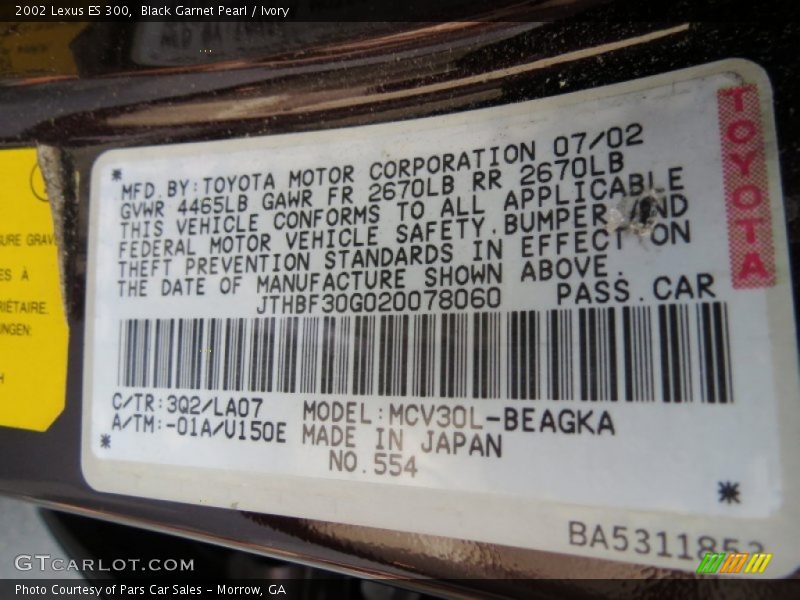 2002 Lexus ES 300, Black Garnet Pearl / Ivory
MFD.BY:TOYOTA MOTOR CORPORATION 07/02
GVWR 4465LB GAWR FR 2670LB RR 2670LB
THIS VEHICLE CONFORMS TO ALL APPLICABLE
FEDERAL MOTOR VEHICLE SAFETY.BUMPER AND
THEFT PREVENTION STANDARDS IN EFFECT ON
THE DATE OF MANUFACTURE SHOWN ABOVE.
JTHBF30G020078060 PASS.CAR
C/TR:3Q2/LA07 MODEL:MCV30L-BEAGKA
A/TM:-01A/U150E MADE IN JAPAN
NO.554
TOYOTA
GTCARLOT.COM
Photo Courtesy of Pars Car Sales - Morrow, GA